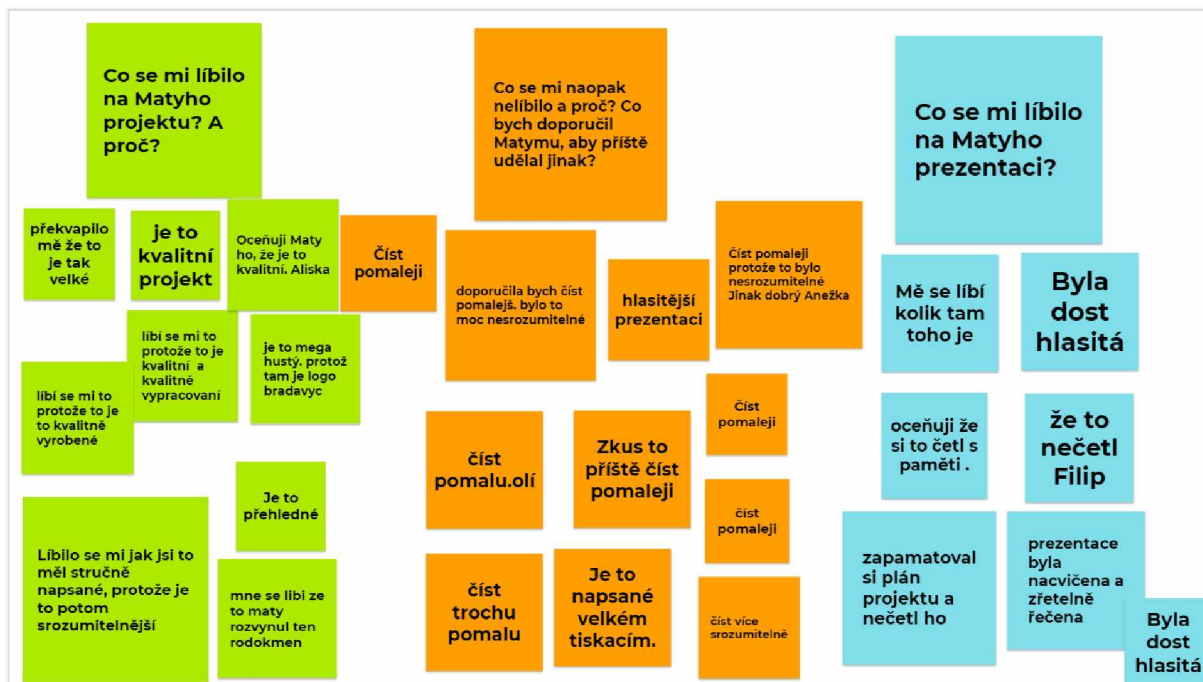 Co se mi líbilo
na Matyho
projektu? A
proč?
překvapilo
mě že to
je tak
velké
je to
kvalitní
projekt
Oceňuji Maty
ho, že je to
kvalitní. Aliska
líbí se mi to
protože to je
kvalitní a
kvalitně
vypracovaní
je to mega
hustý. protož
tam je logo
bradavyc
líbí se mi to
protože to je
to kvalitně
vyrobené
Je to
přehledné
Líbilo se mi jak jsi to
měl stručně
napsané, protože je
to potom
srozumitelnější
mne se libi ze
to maty
rozvynul ten
rodokmen
Co se mi naopak
nelíbilo a proč? Co
bych doporučil
Matymu, aby příště
udělal jinak?
Číst
pomaleji
doporučila bych číst
pomalejš. bylo to
moc nesrozumitelné
hlasitější
prezentaci
Číst pomaleji
protože to bylo
nesrozumitelné
Jinak dobrý Anežka
číst
pomalu.olí
Zkus to
příště číst
pomaleji
Číst
pomaleji
číst
pomaleji
číst
trochu
pomalu
Je to
napsané
velkém
tiskacím.
číst více
srozumitelně
Co se mi líbilo
na Matyho
prezentaci?
Mě se líbí
kolik tam
toho je
Byla
dost
hlasitá
oceňuji že
si to četl s
paměti .
že to
nečetl
Filip
zapamatoval
si plán
projektu a
nečetl ho
prezentace
byla
nacvičena a
zřetelně
řečena
Byla
dost
hlasitá